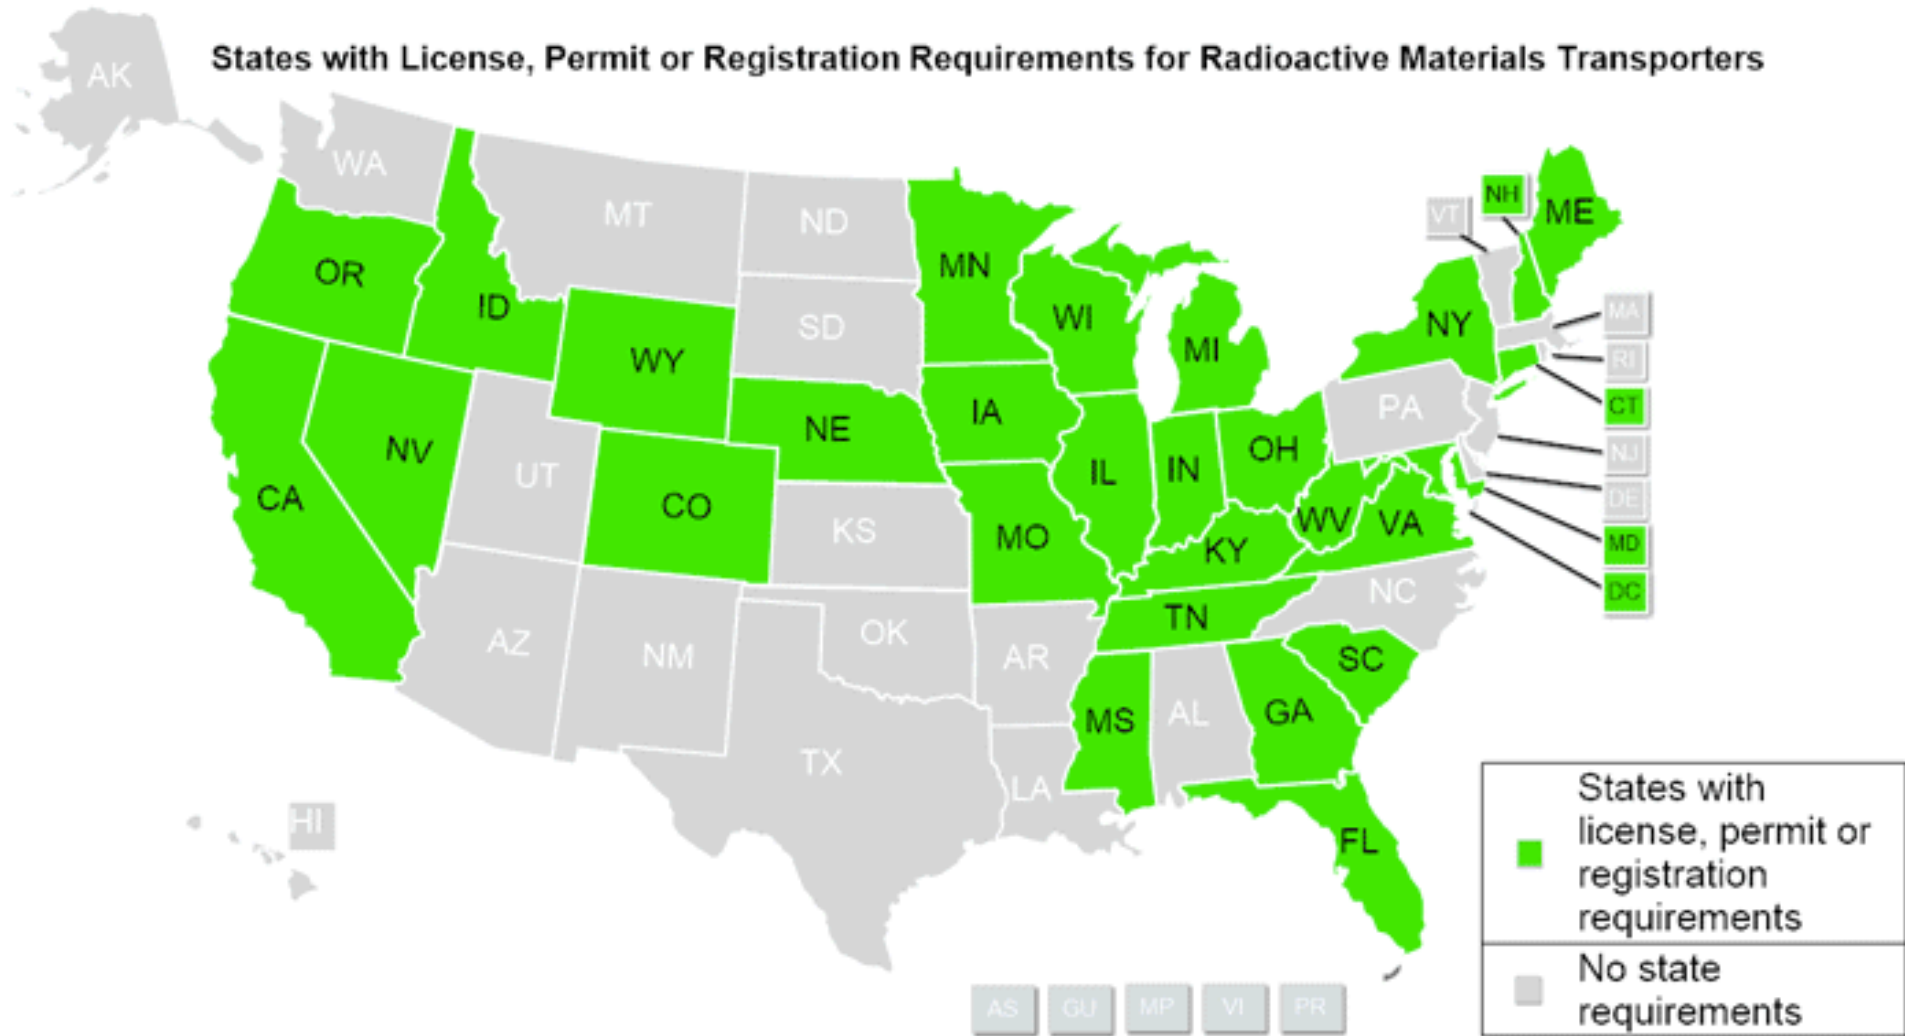 States with License, Permit or Registration Requirements for Radioactive Materials Transporters
AK
WA
MT
ND
MN
VT
NH
ME
OR
ID
SD
WI
MI
NY
MA
RI
WY
IA
PA
CT
NV
NE
IL
IN
OH
NJ
CA
UT
CO
KS
MO
KY
WV
VA
DE
MD
DC
AZ
NM
OK
AR
TN
NC
SC
TX
LA
MS
AL
GA
FL
HI
AS
GU
MP
VI
PR
States with
license, permit or
registration
requirements
No state
requirements